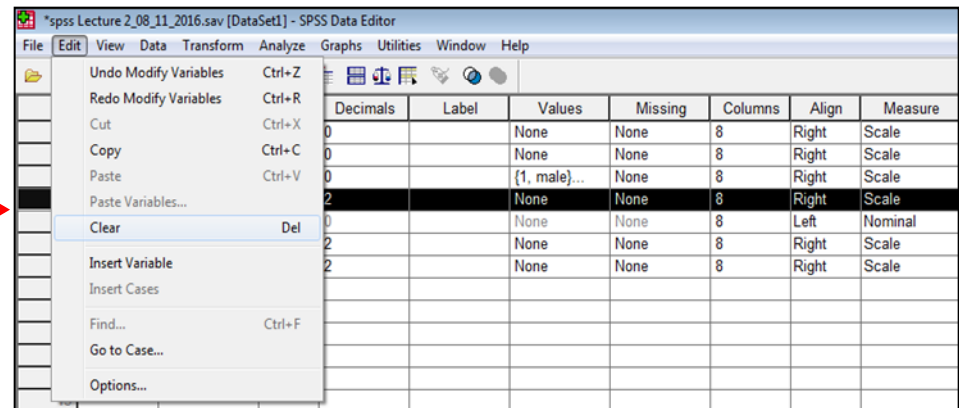 *spss Lecture 2_08_11_2016.sav [DataSet1] - SPSS Data Editor
File Edit View Data Transform Analyze Graphs Utilities Window Help
Undo Modify Variables Ctrl+Z
Redo Modify Variables Ctrl+R
Cut Ctrl+X
Copy Ctrl+C
Paste Ctrl+V
Paste Variables...
Clear Del
Insert Variable
Insert Cases
Find... Ctrl+F
Go to Case...
Options...
Decimals Label Values Missing Columns Align Measure
0 None None 8 Right Scale
0 None None 8 Right Scale
0 {1, male}... None 8 Right Scale
2 None None 8 Right Scale
0 None None 8 Left Nominal
2 None None 8 Right Scale
2 None None 8 Right Scale